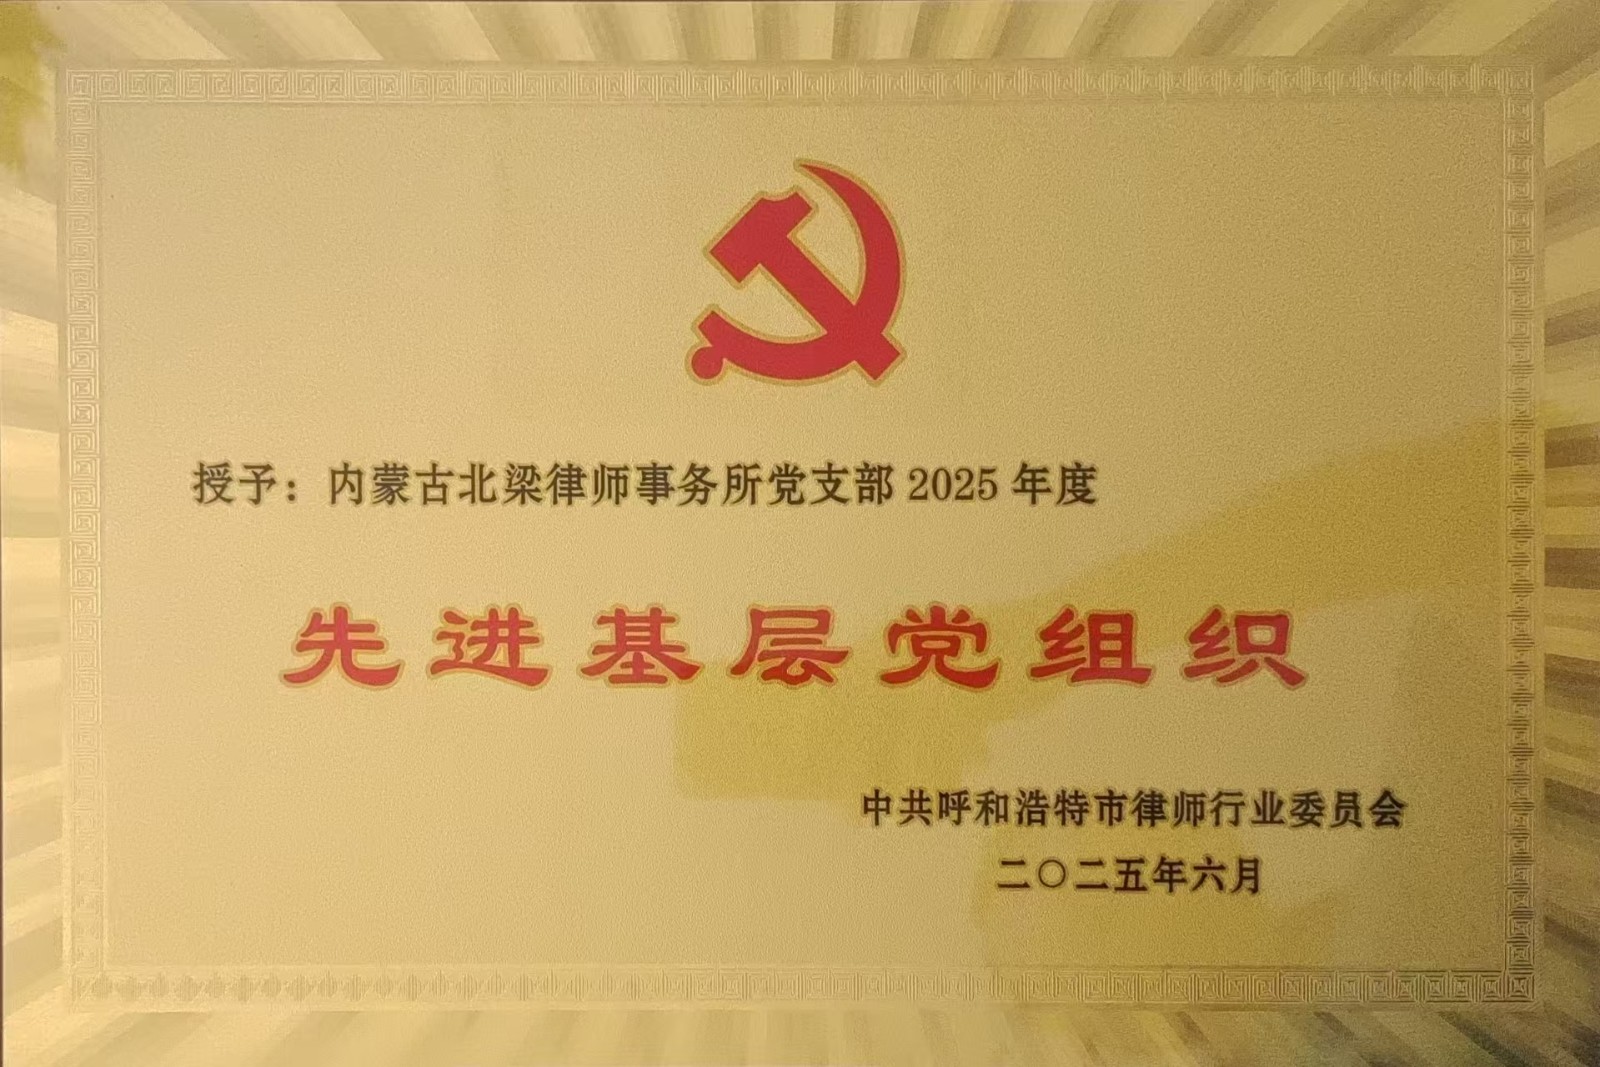 授予：内蒙古北梁律师事务所党支部 2025 年度
先进基层党组织
中共呼和浩特市律师行业委员会
二〇二五年六月